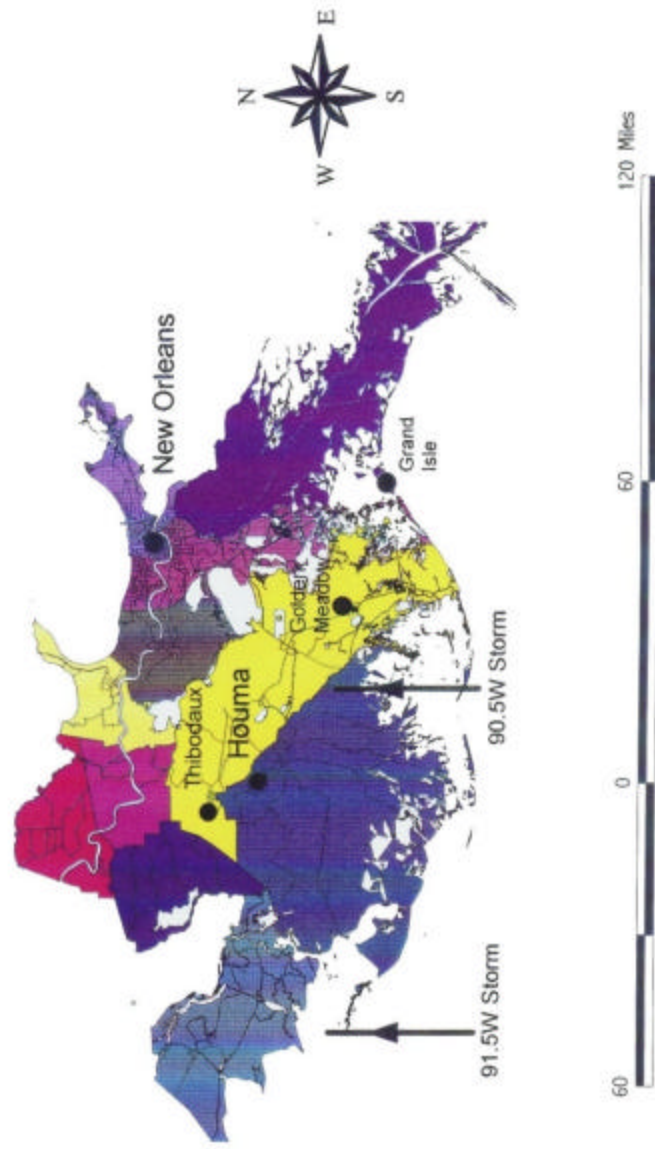 N
W
E
S
New Orleans
Thibodaux
Houma
Golden
Meadow
Grand
Isle
91.5W Storm
90.5W Storm
60
0
60
120 Miles